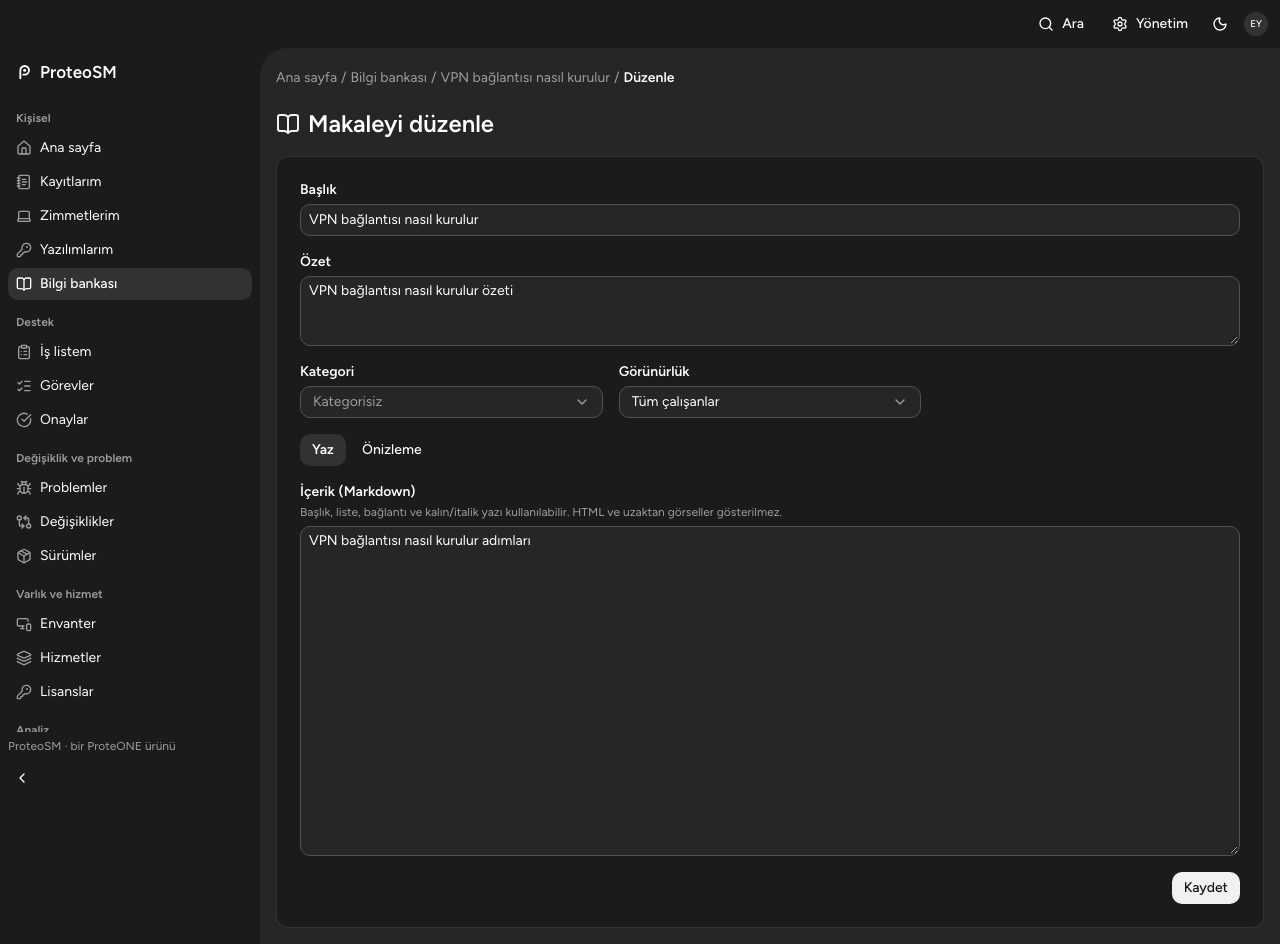 Ara
Yönetim
EY
ProteoSM
Kişisel
Ana sayfa
Kayıtlarım
Zimmetlerim
Yazılımlarım
Bilgi bankası
Destek
İş listem
Görevler
Onaylar
Değişiklik ve problem
Problemler
Değişiklikler
Sürümler
Varlık ve hizmet
Envanter
Hizmetler
Lisanslar
Analiz
ProteoSM · bir ProteONE ürünü
Ana sayfa / Bilgi bankası / VPN bağlantısı nasıl kurulur / Düzenle
Makaleyi düzenle
Başlık
VPN bağlantısı nasıl kurulur
Özet
VPN bağlantısı nasıl kurulur özeti
Kategori
Görünürlük
Kategorisiz
Tüm çalışanlar
Yaz
Önizleme
İçerik (Markdown)
Başlık, liste, bağlantı ve kalın/italik yazı kullanılabilir. HTML ve uzaktan görseller gösterilmez.
VPN bağlantısı nasıl kurulur adımları
Kaydet